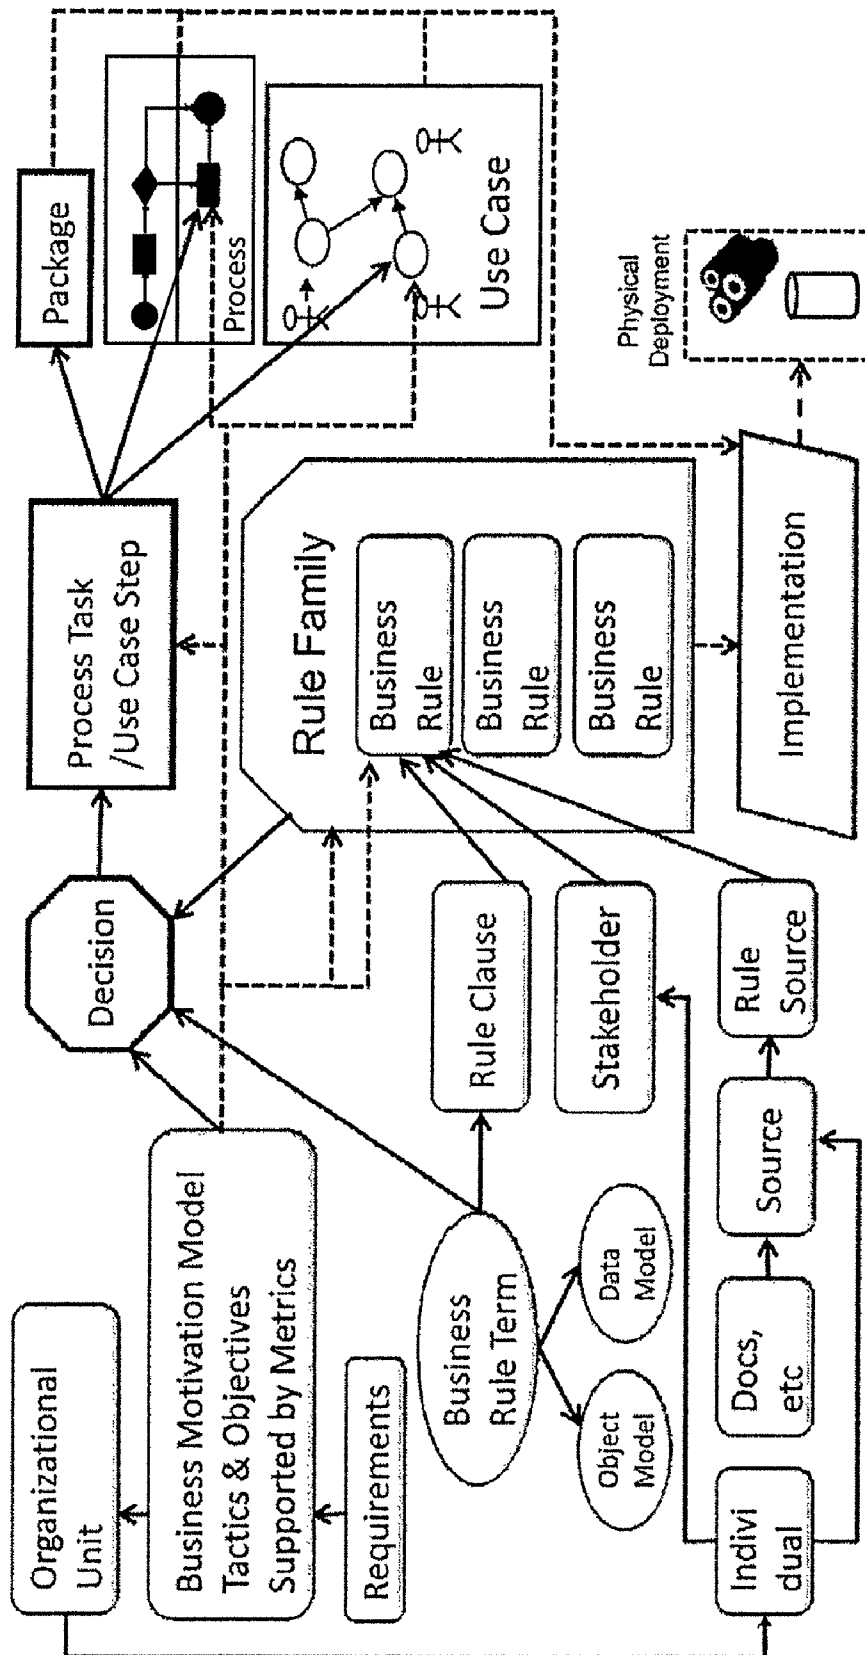 Organizational
Unit
Business Motivation Model
Tactics & Objectives
Supported by Metrics
Requirements
Decision
Process Task
/Use Case Step
Package
Process
Use Case
Business
Rule Term
Object
Model
Data
Model
Rule Clause
Stakeholder
Rule Family
Business
Rule
Business
Rule
Business
Rule
Indivi
dual
Docs,
etc
Source
Rule
Source
Implementation
Physical
Deployment